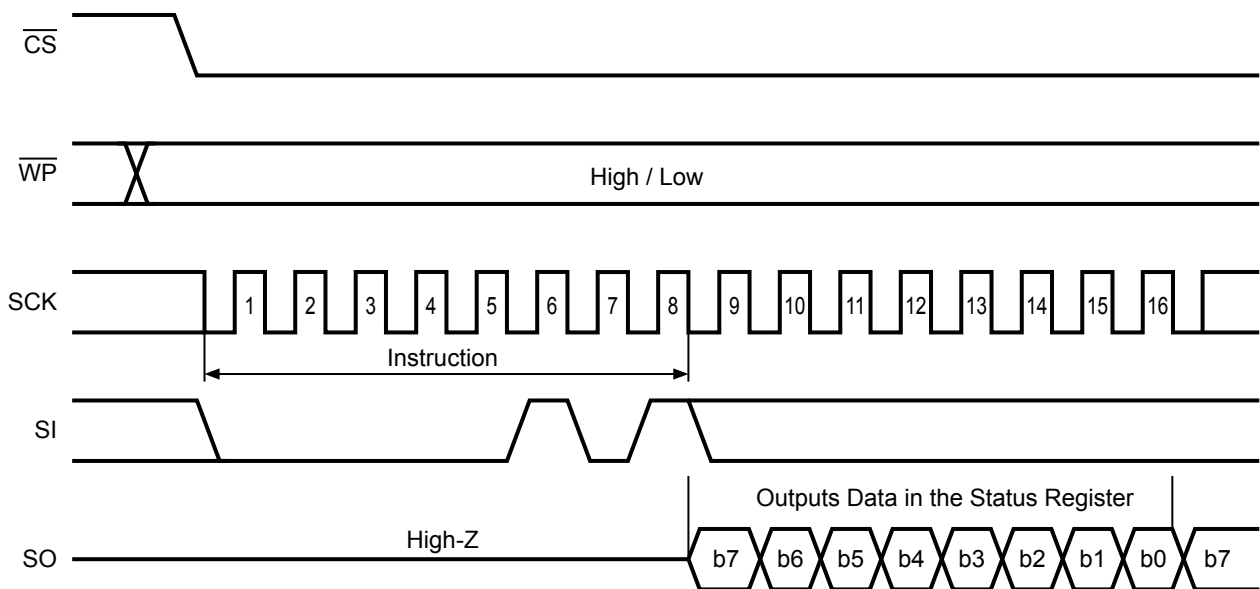 CS
WP
High / Low
SCK
1 2 3 4 5 6 7 8 9 10 11 12 13 14 15 16
Instruction
SI
Outputs Data in the Status Register
High-Z
SO
b7 b6 b5 b4 b3 b2 b1 b0 b7